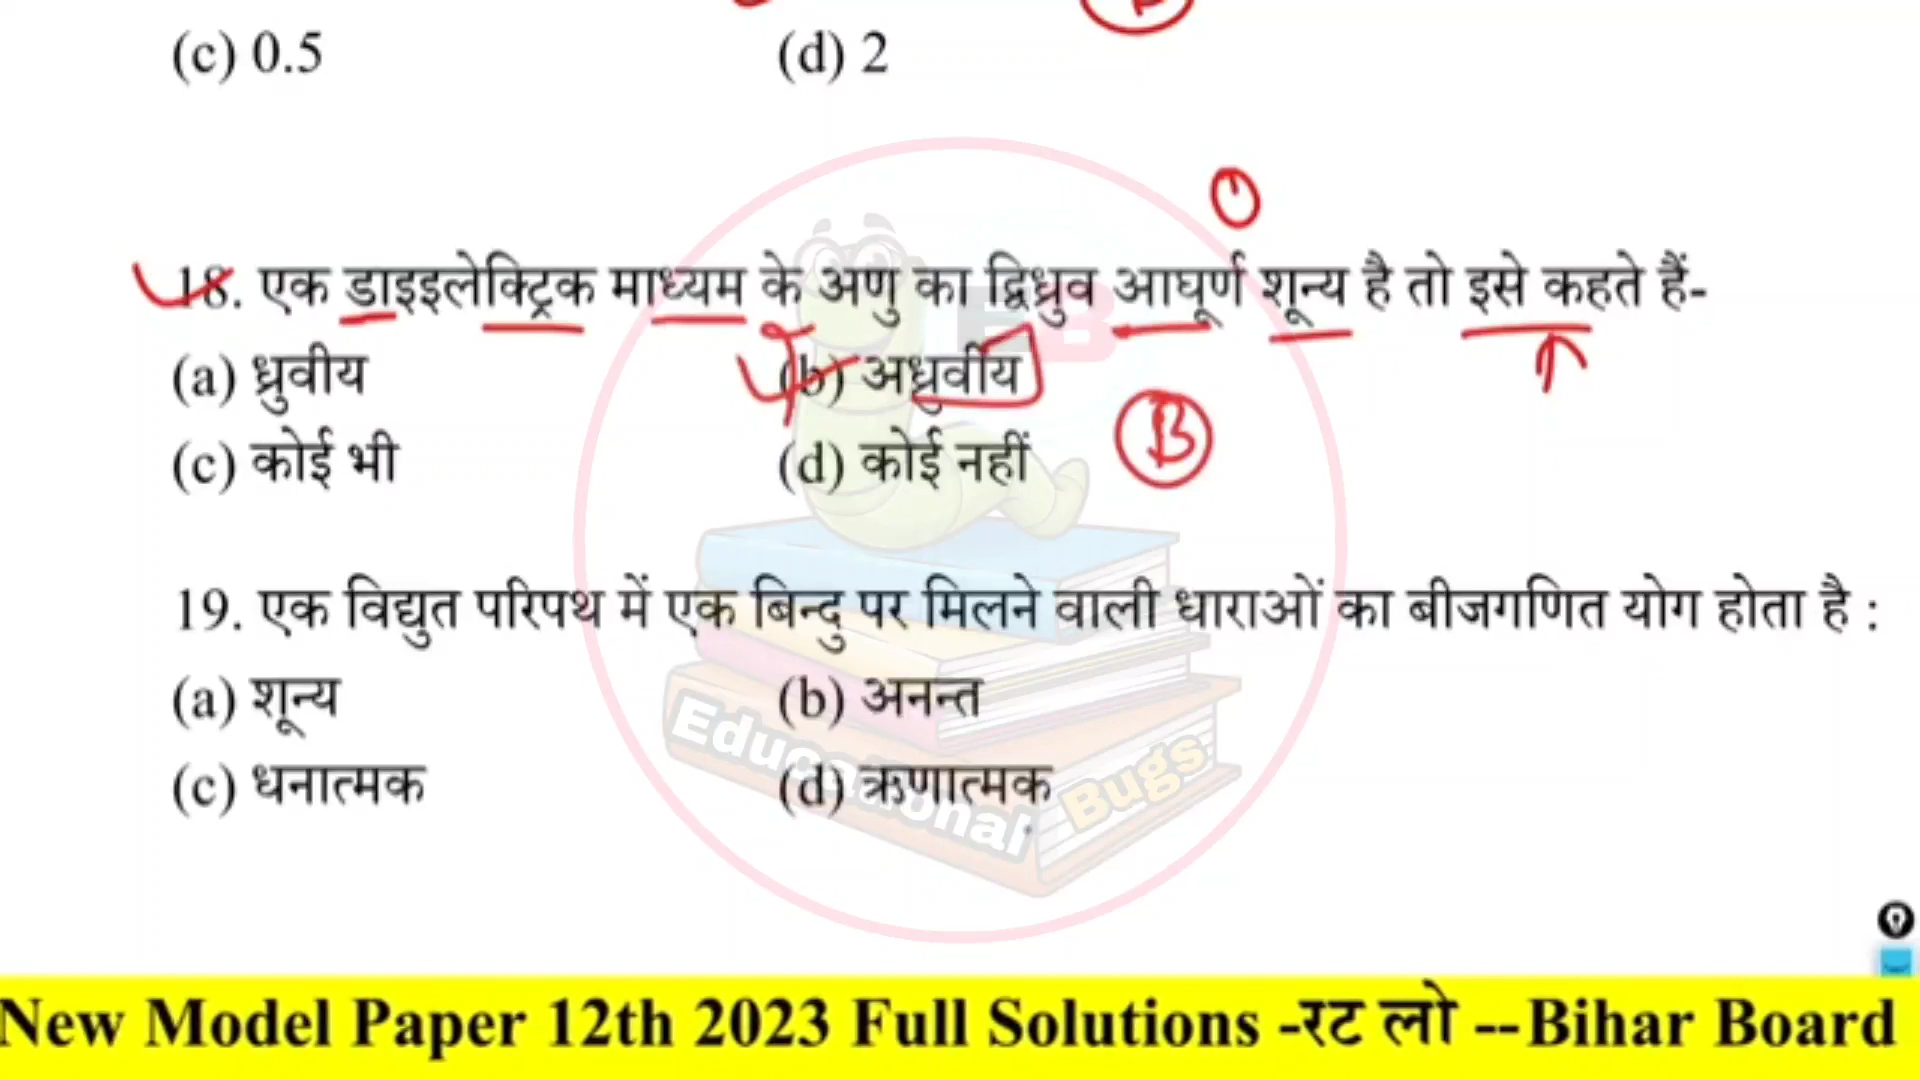 (c) 0.5 (d) 2
18. एक डाइइलेक्ट्रिक माध्यम के अणु का द्विध्रुव आघूर्ण शून्य है तो इसे कहते हैं-
(a) ध्रुवीय (b) अध्रुवीय
(c) कोई भी (d) कोई नहीं
B
19. एक विद्युत परिपथ में एक बिन्दु पर मिलने वाली धाराओं का बीजगणित योग होता है :
(a) शून्य (b) अनन्त
(c) धनात्मक (d) ऋणात्मक
EB
Educational Bugs
New Model Paper 12th 2023 Full Solutions -रट लो --Bihar Board